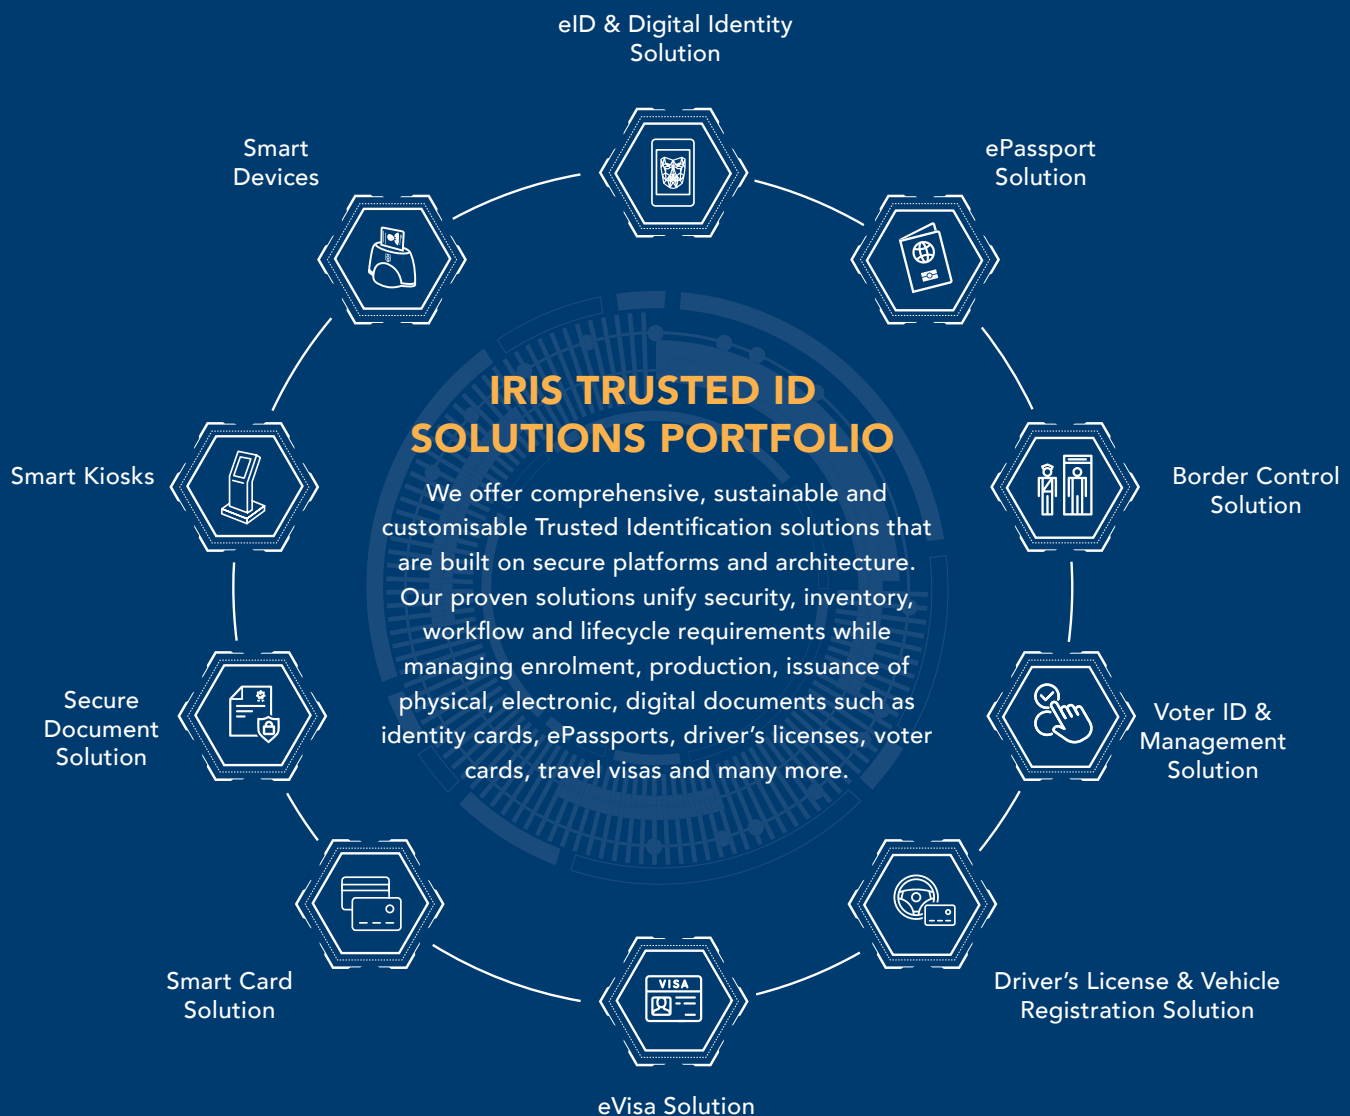 eID & Digital Identity
Solution
Smart
Devices
ePassport
Solution
IRIS TRUSTED ID
SOLUTIONS PORTFOLIO
Smart Kiosks
Border Control
Solution
We offer comprehensive, sustainable and
customisable Trusted Identification solutions that
are built on secure platforms and architecture.
Our proven solutions unify security, inventory,
workflow and lifecycle requirements while
managing enrolment, production, issuance of
physical, electronic, digital documents such as
identity cards, ePassports, driver’s licenses, voter
cards, travel visas and many more.
Secure
Document
Solution
Voter ID &
Management
Solution
Smart Card
Solution
VISA
Driver’s License & Vehicle
Registration Solution
eVisa Solution